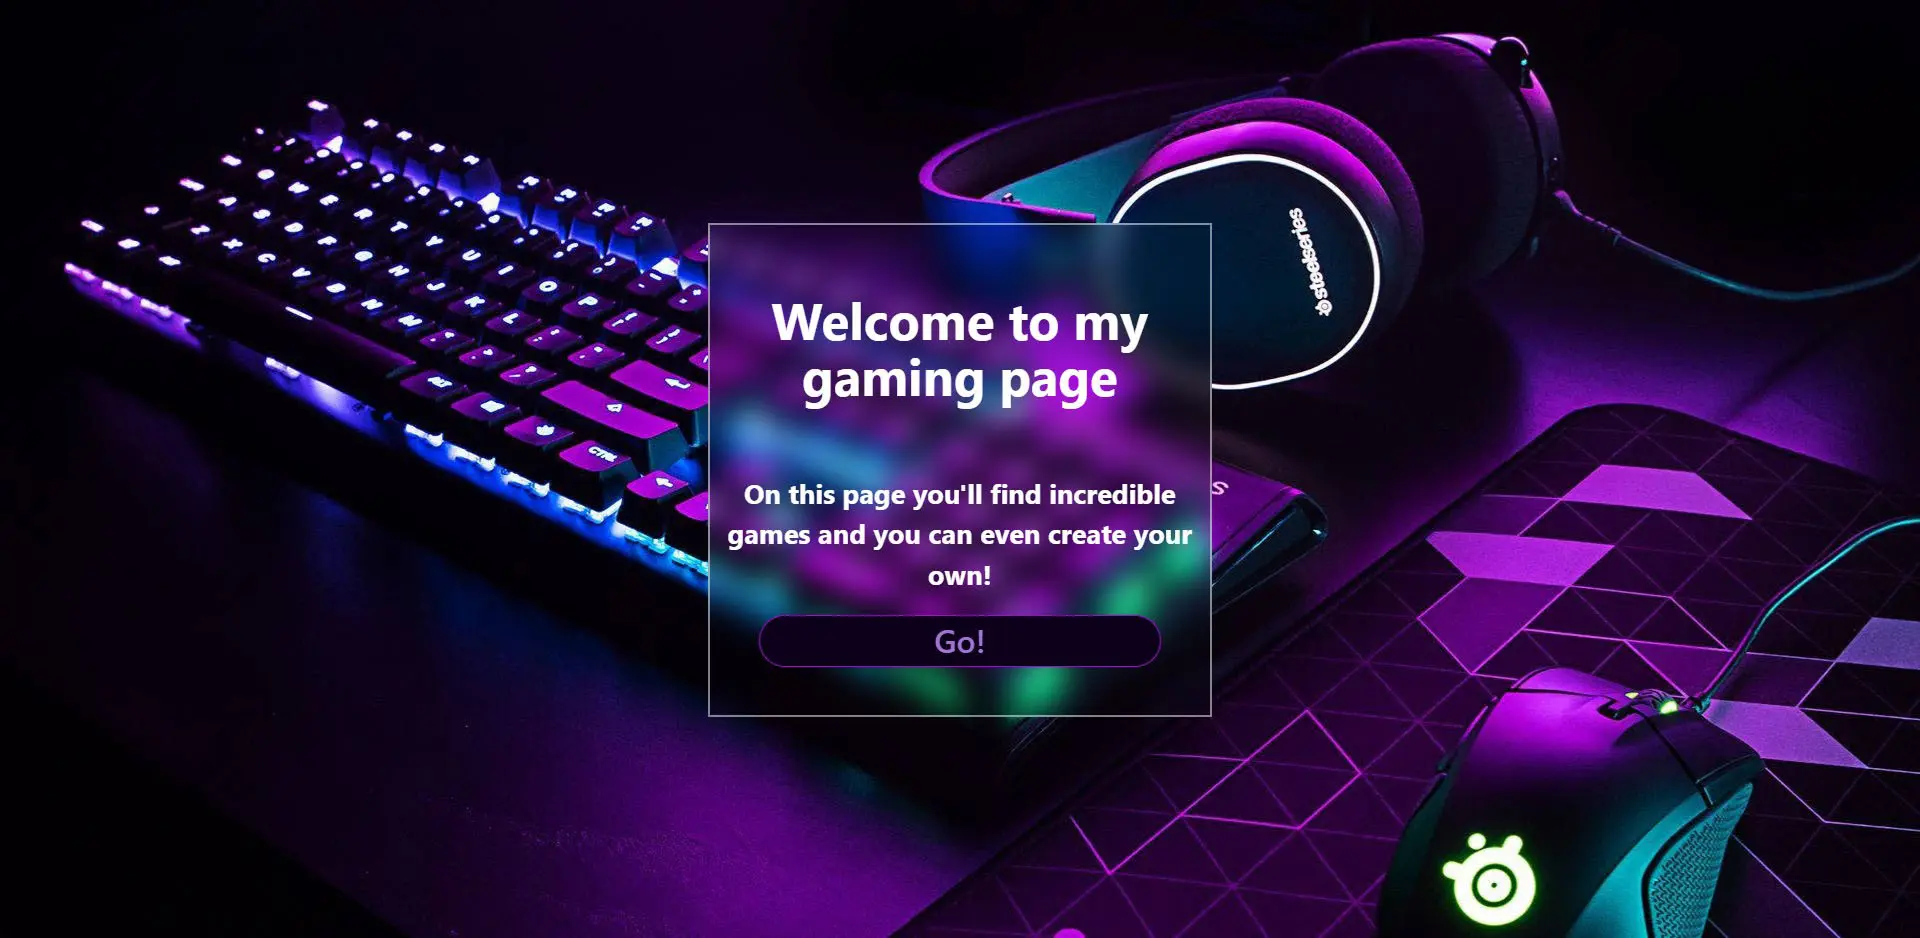 steelseries
Welcome to my
gaming page
On this page you'll find incredible
games and you can even create your
own!
Go!
CTRL